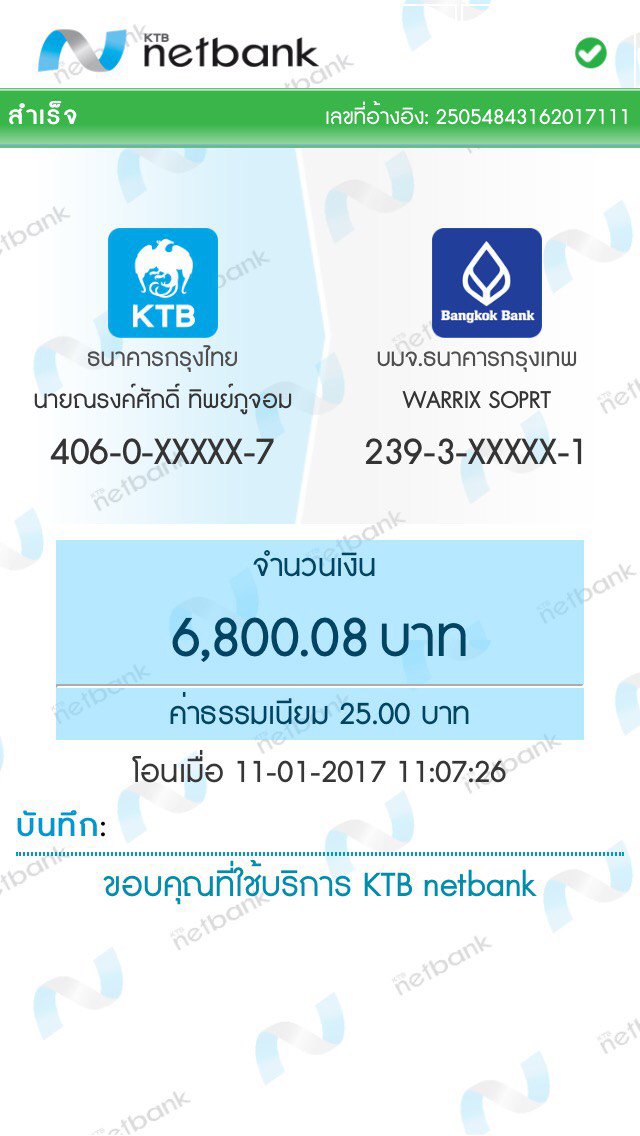 KTB
netbank
สำเร็จ
เลขที่อ้างอิง: 25054843162017111
KTB
Bangkok Bank
ธนาคารกรุงไทย
บมจ.ธนาคารกรุงเทพ
นายณรงค์ศักดิ์ ทิพย์ภูจอม
WARRIX SOPRT
406-0-XXXXX-7
239-3-XXXXX-1
จำนวนเงิน
6,800.08 บาท
ค่าธรรมเนียม 25.00 บาท
โอนเมื่อ 11-01-2017 11:07:26
บันทึก:
ขอบคุณที่ใช้บริการ KTB netbank